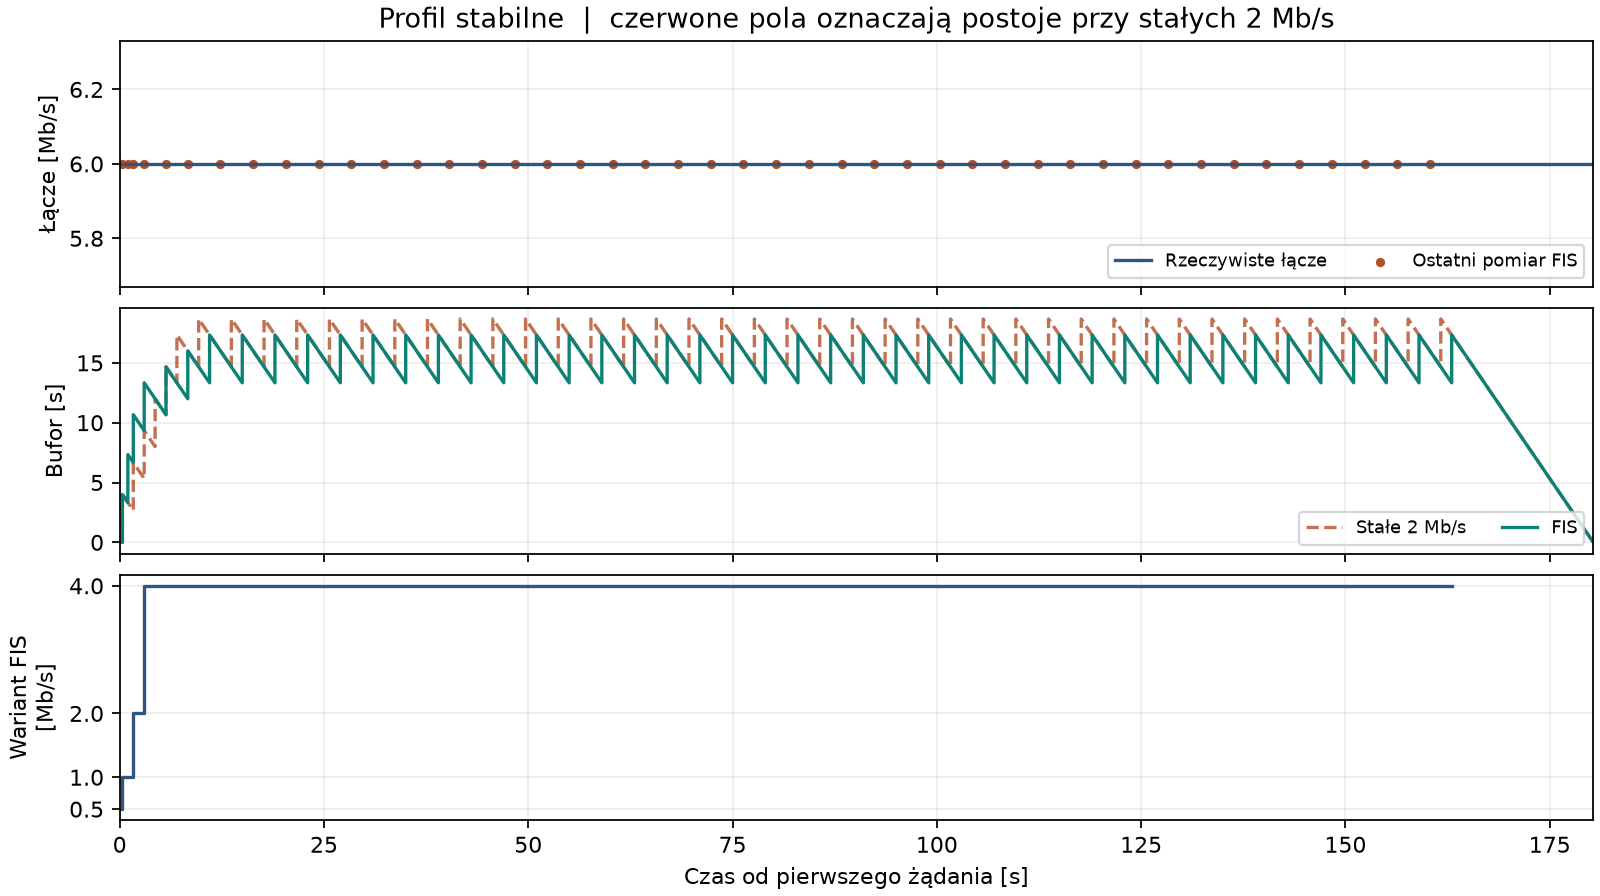 Profil stabilne  |  czerwone pola oznaczają postoje przy stałych 2 Mb/s
Łącze [Mb/s]
6.2
6.0
5.8
Rzeczywiste łącze
Ostatni pomiar FIS
Bufor [s]
15
10
5
0
Stałe 2 Mb/s
FIS
Wariant FIS
[Mb/s]
4.0
2.0
1.0
0.5
0
25
50
75
100
125
150
175
Czas od pierwszego żądania [s]